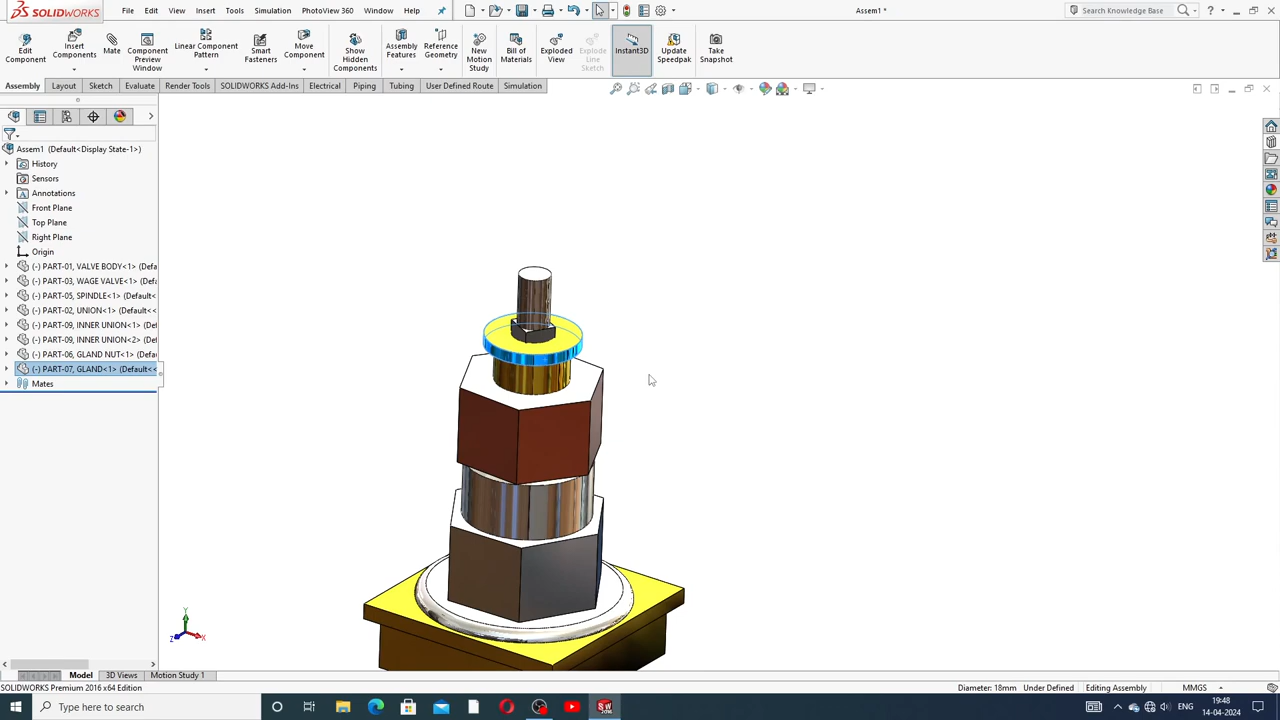 SOLIDWORKS File Edit View Insert Tools Simulation PhotoView 360 Window Help Assem1 * Search Knowledge Base ?
Edit Component
Insert Components
Mate
Component Preview Window
Linear Component Pattern
Smart Fasteners
Move Component
Show Hidden Components
Assembly Features
Reference Geometry
New Motion Study
Bill of Materials
Exploded View
Explode Line Sketch
Instant3D
Update Speedpak
Take Snapshot
Assembly Layout Sketch Evaluate Render Tools SOLIDWORKS Add-Ins Electrical Piping Tubing User Defined Route Simulation
Assem1 (Default<Display State-1>)
History
Sensors
Annotations
Front Plane
Top Plane
Right Plane
Origin
(-) PART-01, VALVE BODY<1> (Defa
(-) PART-03, WAGE VALVE<1> (Defa
(-) PART-05, SPINDLE<1> (Default<
(-) PART-02, UNION<1> (Default<<
(-) PART-09, INNER UNION<1> (Def
(-) PART-09, INNER UNION<2> (Def
(-) PART-06, GLAND NUT<1> (Defa
(-) PART-07, GLAND<1> (Default<<
Mates
Y
Z
X
Model 3D Views Motion Study 1
SOLIDWORKS Premium 2016 x64 Edition Diameter: 18mm Under Defined Editing Assembly MMGS
Type here to search
ENG
19:48
14-04-2024